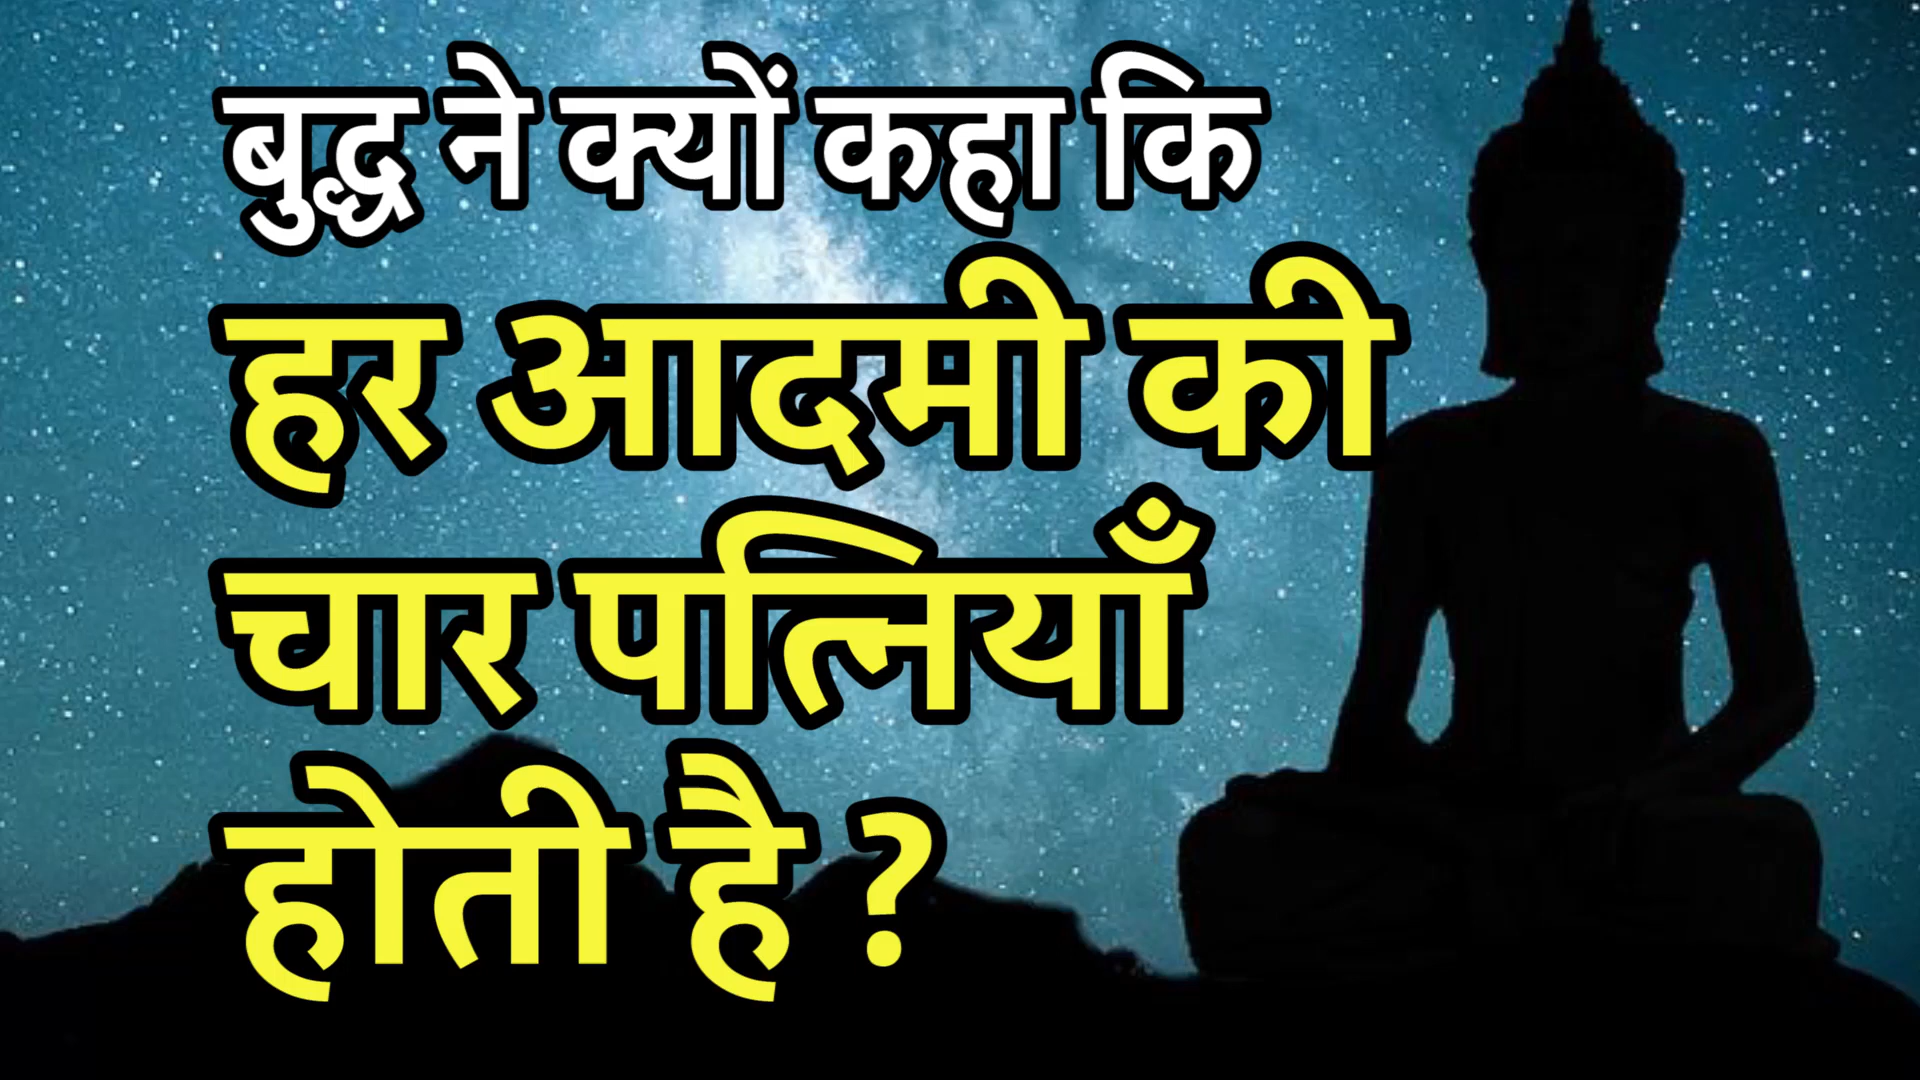 बुद्ध ने क्यों कहा कि
हर आदमी की
चार पत्नियाँ
होती है ?